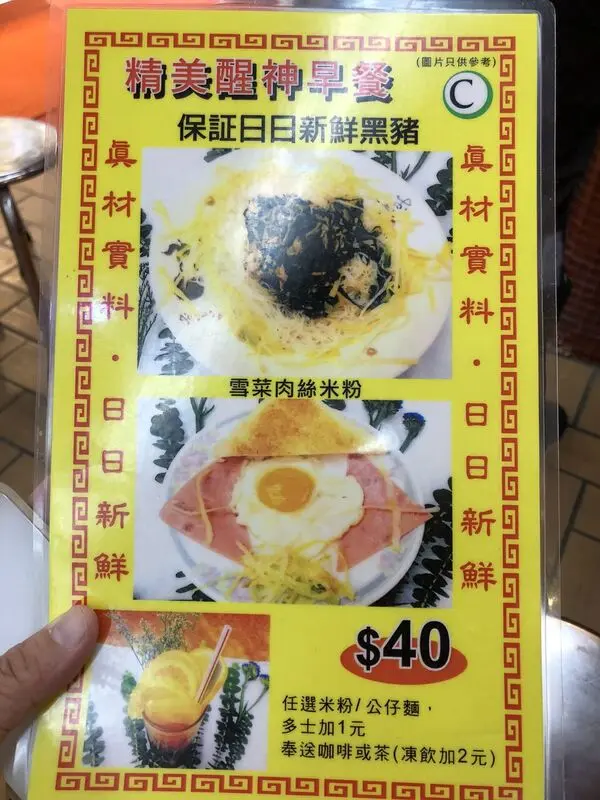 精美醒神早餐
(圖片只供參考)
C
保証日日新鮮黑豬
眞材實料・日日新鮮
眞材實料・日日新鮮
雪菜肉絲米粉
$40
任選米粉/公仔麵，
多士加1元
奉送咖啡或茶(凍飲加2元)